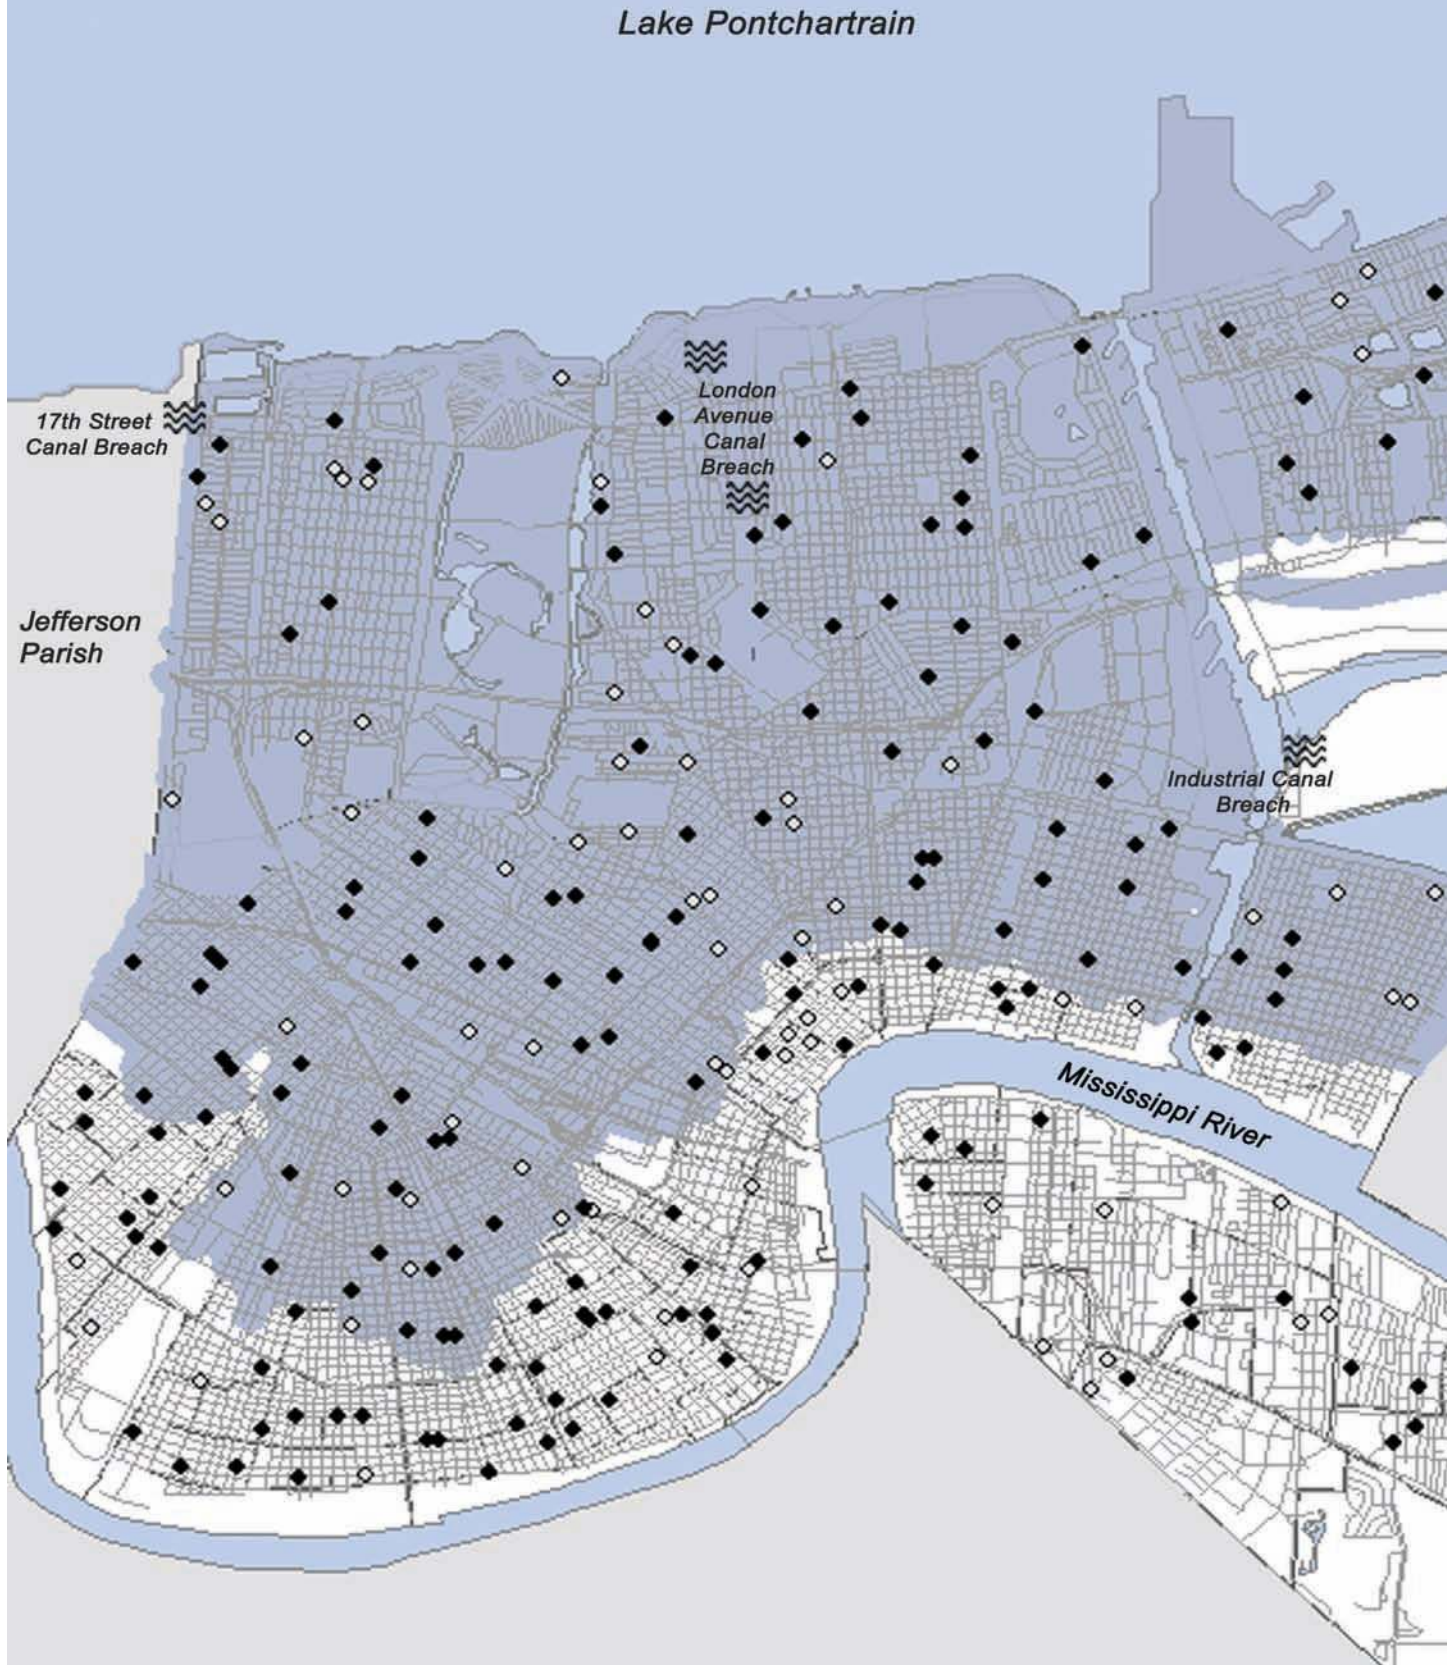 Lake Pontchartrain
London
Avenue
Canal
Breach
17th Street
Canal Breach
Jefferson
Parish
Industrial Canal
Breach
Mississippi River